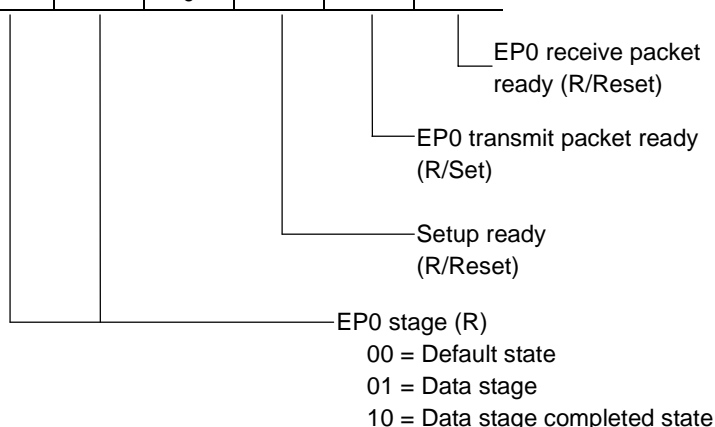 EP0 receive packet
ready (R/Reset)
EP0 transmit packet ready
(R/Set)
Setup ready
(R/Reset)
EP0 stage (R)
00 = Default state
01 = Data stage
10 = Data stage completed state